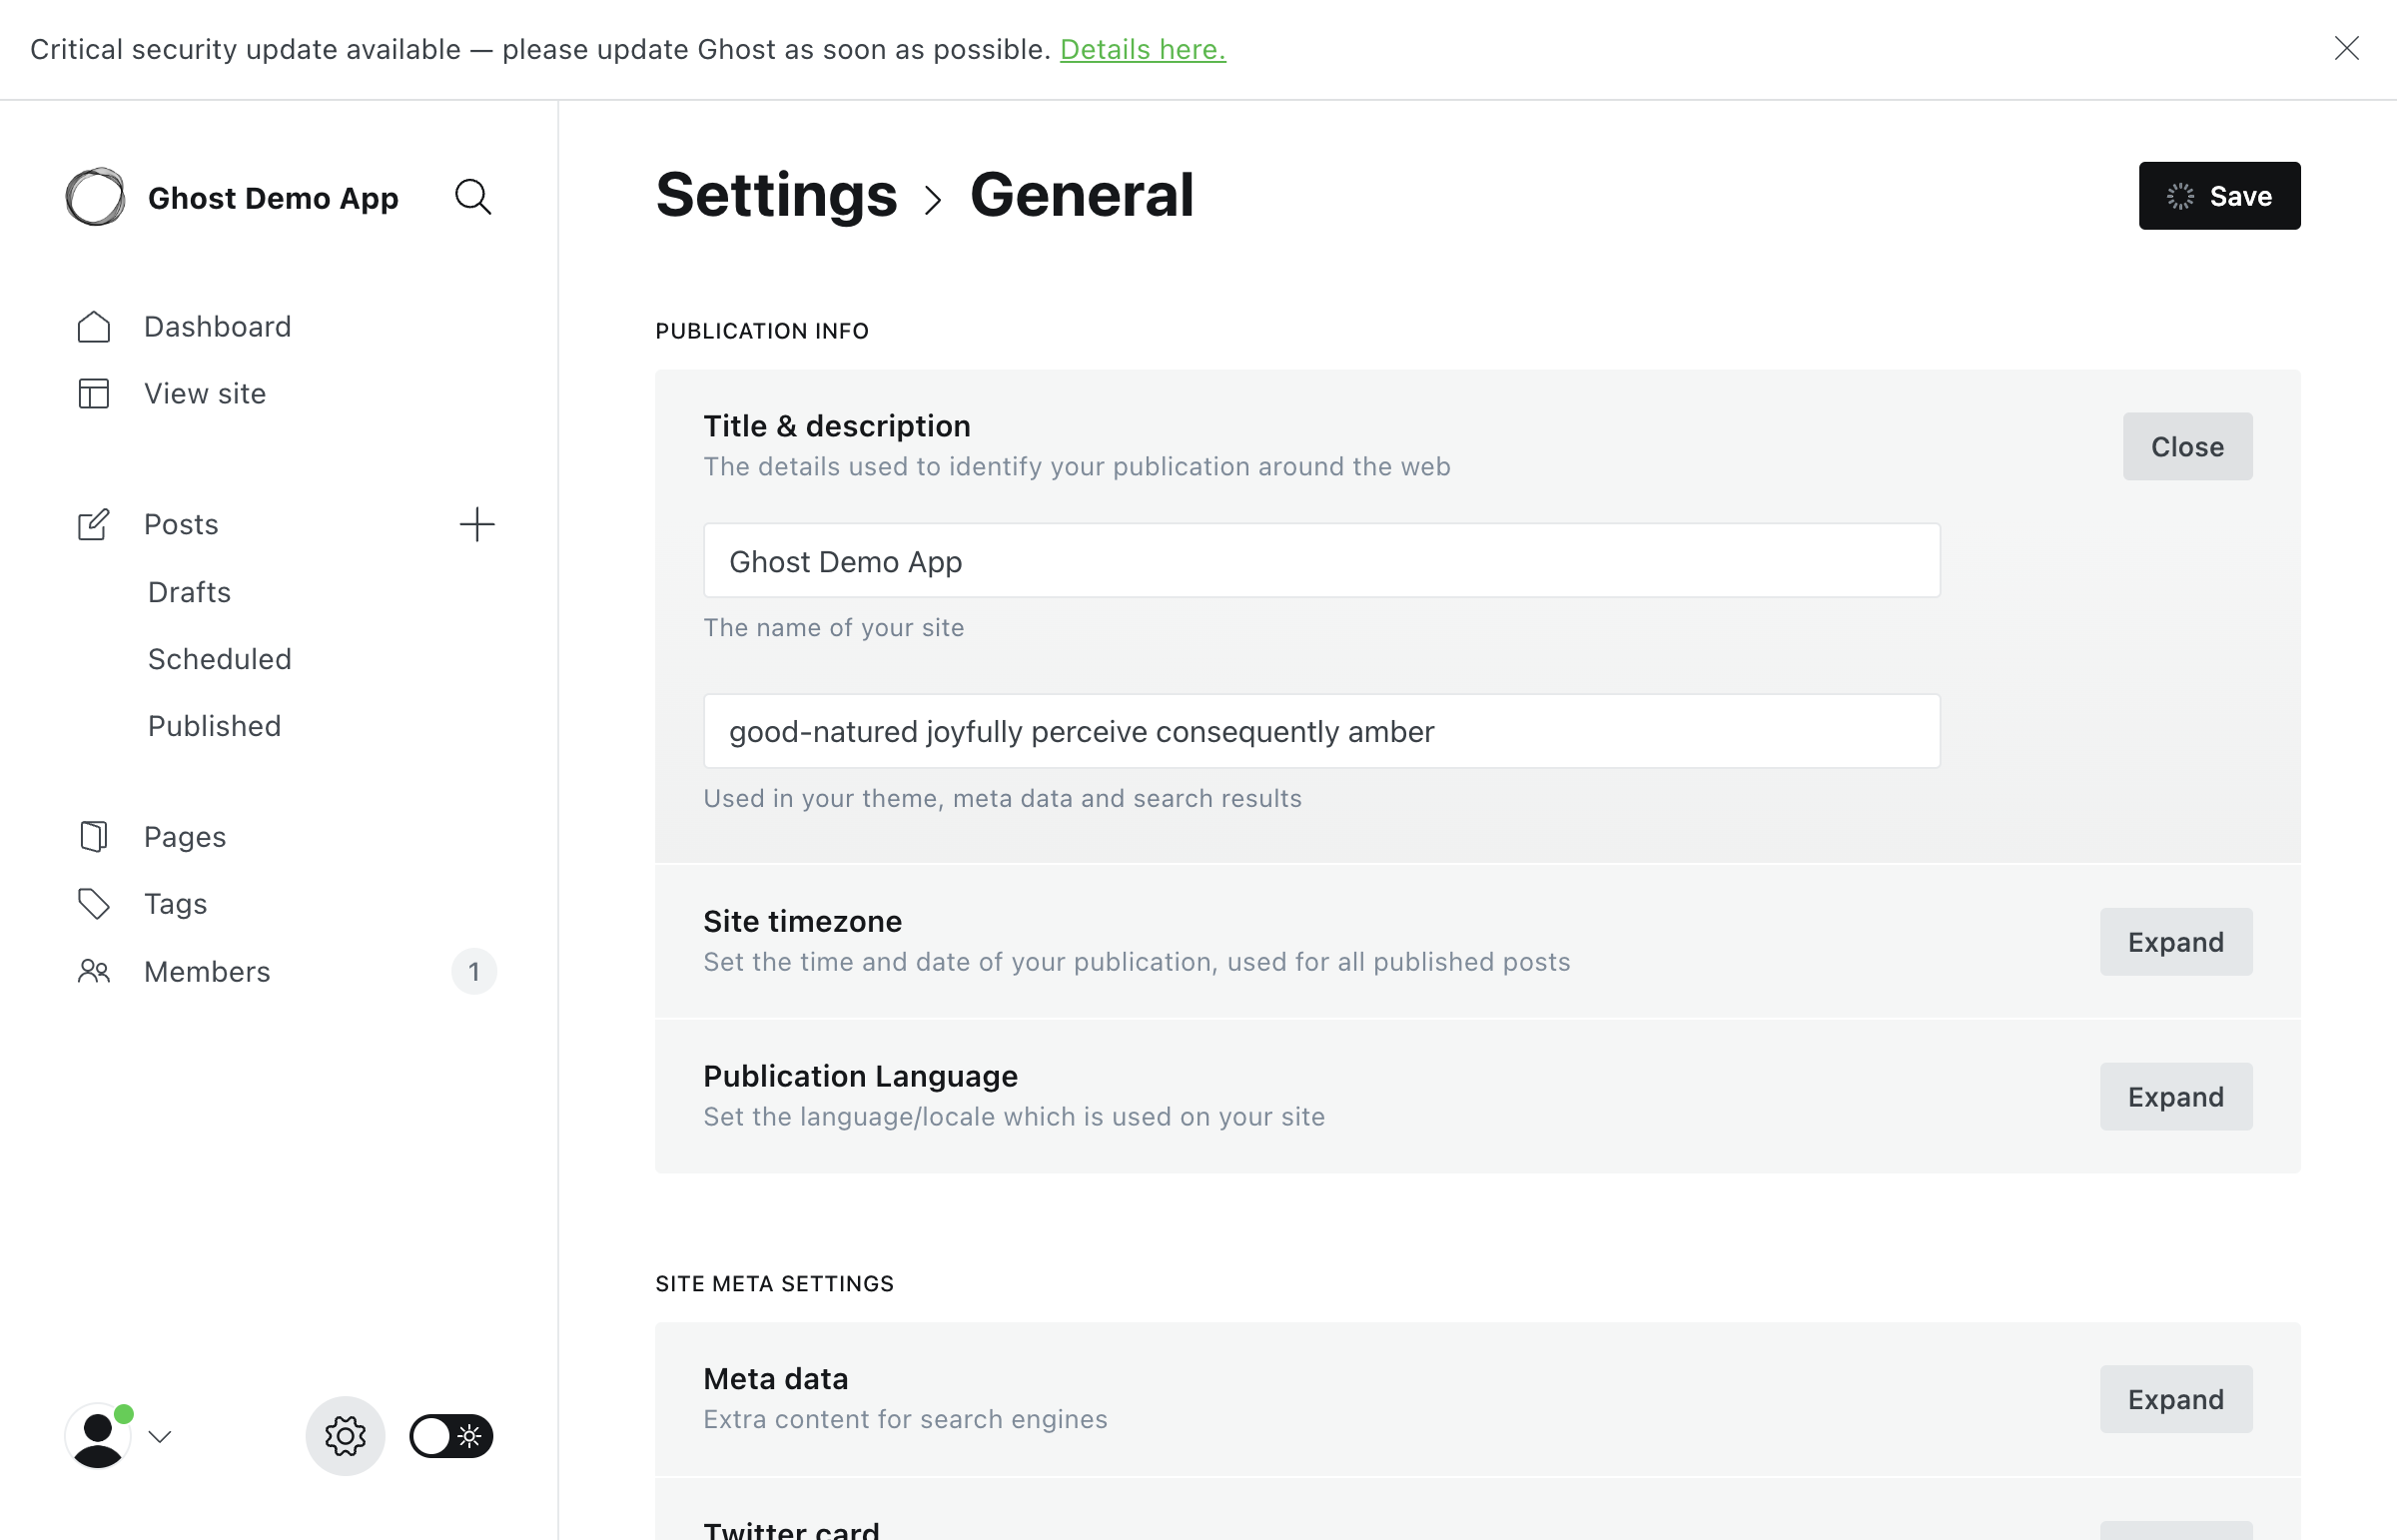 Critical security update available — please update Ghost as soon as possible. Details here.
Ghost Demo App
Dashboard
View site
Posts
Drafts
Scheduled
Published
Pages
Tags
Members 1
Settings › General
Save
PUBLICATION INFO
Title & description
The details used to identify your publication around the web
Close
Ghost Demo App
The name of your site
good-natured joyfully perceive consequently amber
Used in your theme, meta data and search results
Site timezone
Set the time and date of your publication, used for all published posts
Expand
Publication Language
Set the language/locale which is used on your site
Expand
SITE META SETTINGS
Meta data
Extra content for search engines
Expand
Twitter card